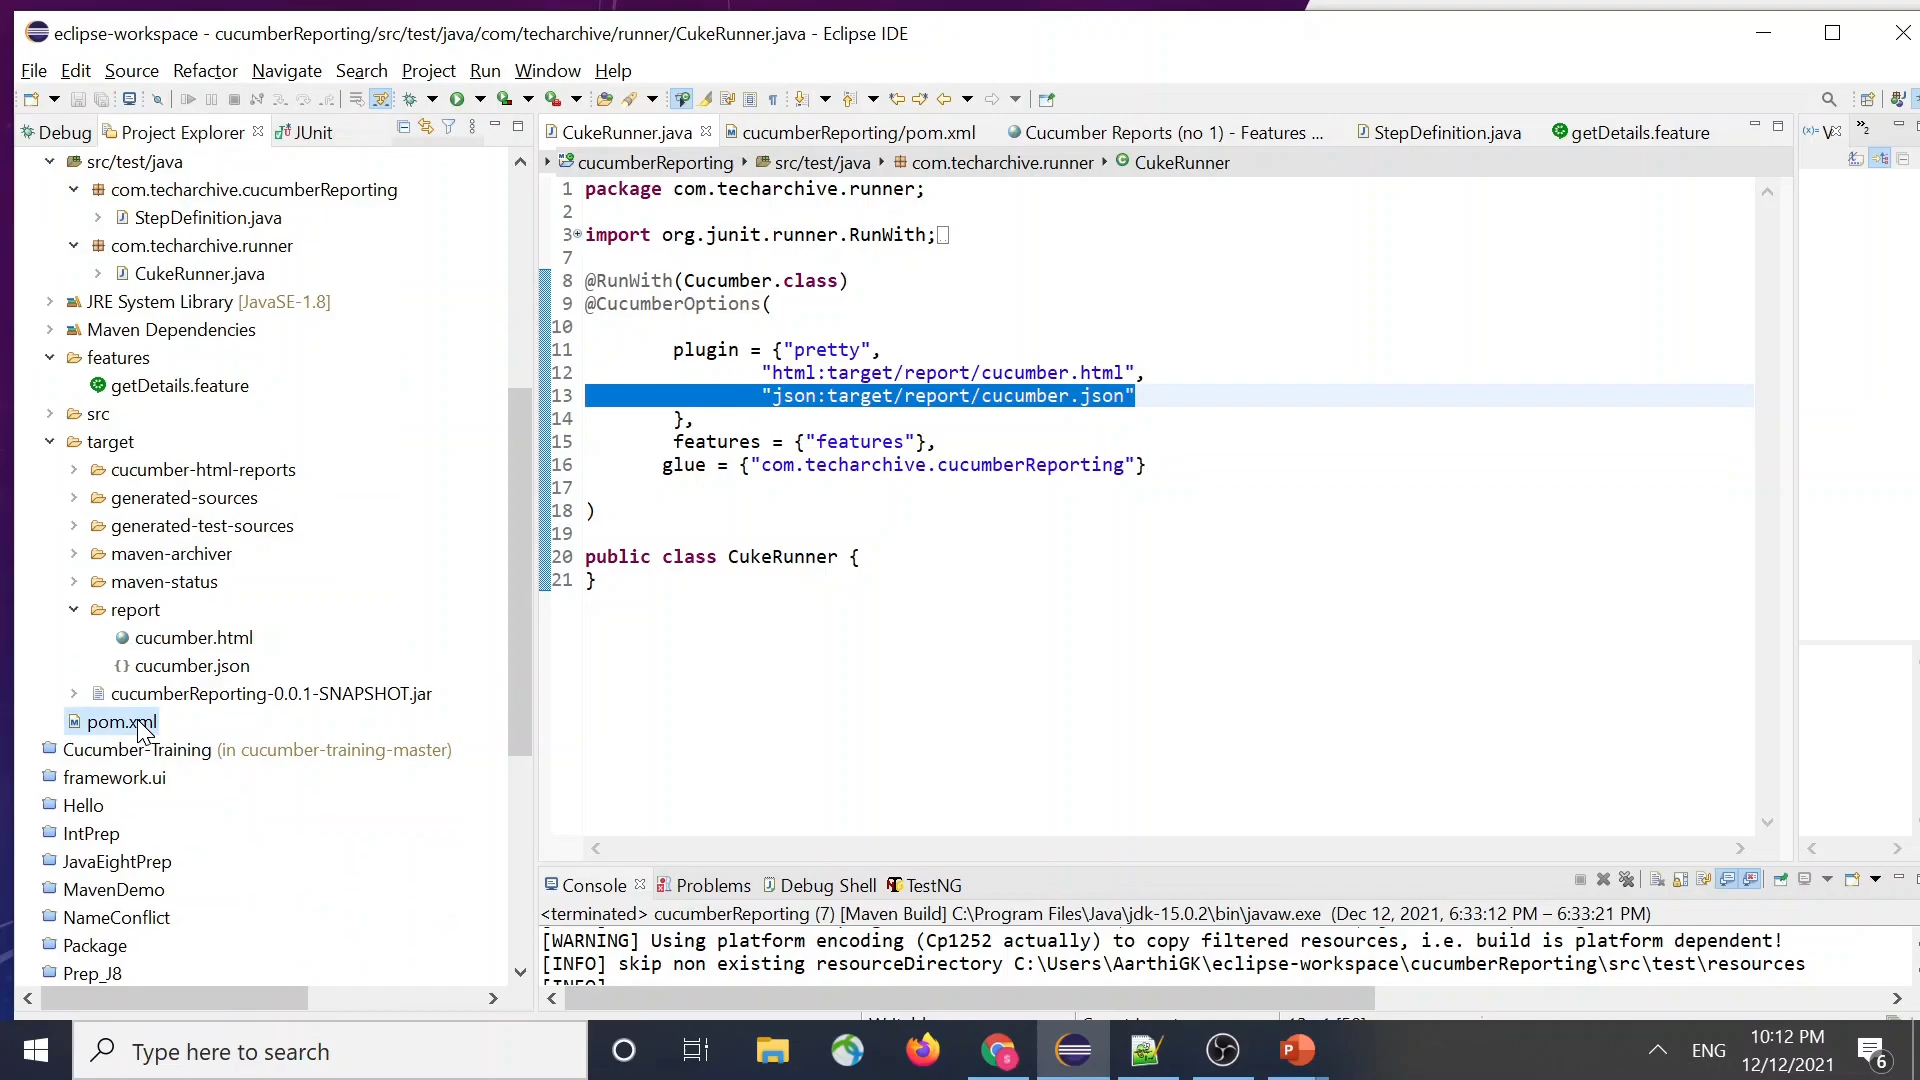 eclipse-workspace - cucumberReporting/src/test/java/com/techarchive/runner/CukeRunner.java - Eclipse IDE
File Edit Source Refactor Navigate Search Project Run Window Help
Debug Project Explorer JUnit
src/test/java
com.techarchive.cucumberReporting
StepDefinition.java
com.techarchive.runner
CukeRunner.java
JRE System Library [JavaSE-1.8]
Maven Dependencies
features
getDetails.feature
src
target
cucumber-html-reports
generated-sources
generated-test-sources
maven-archiver
maven-status
report
cucumber.html
cucumber.json
cucumberReporting-0.0.1-SNAPSHOT.jar
pom.xml
Cucumber-Training (in cucumber-training-master)
framework.ui
Hello
IntPrep
JavaEightPrep
MavenDemo
NameConflict
Package
Prep_J8
CukeRunner.java cucumberReporting/pom.xml Cucumber Reports (no 1) - Features ... StepDefinition.java getDetails.feature
cucumberReporting src/test/java com.techarchive.runner CukeRunner
1 package com.techarchive.runner;
2
3 import org.junit.runner.RunWith;
7
8 @RunWith(Cucumber.class)
9 @CucumberOptions(
10
11 plugin = {"pretty",
12 "html:target/report/cucumber.html",
13 "json:target/report/cucumber.json"
14 },
15 features = {"features"},
16 glue = {"com.techarchive.cucumberReporting"}
17
18 )
19
20 public class CukeRunner {
21 }
Console Problems Debug Shell TestNG
<terminated> cucumberReporting (7) [Maven Build] C:\Program Files\Java\jdk-15.0.2\bin\javaw.exe (Dec 12, 2021, 6:33:12 PM – 6:33:21 PM)
[WARNING] Using platform encoding (Cp1252 actually) to copy filtered resources, i.e. build is platform dependent!
[INFO] skip non existing resourceDirectory C:\Users\AarthiGK\eclipse-workspace\cucumberReporting\src\test\resources
[INFO]
Type here to search
ENG
10:12 PM
12/12/2021
6